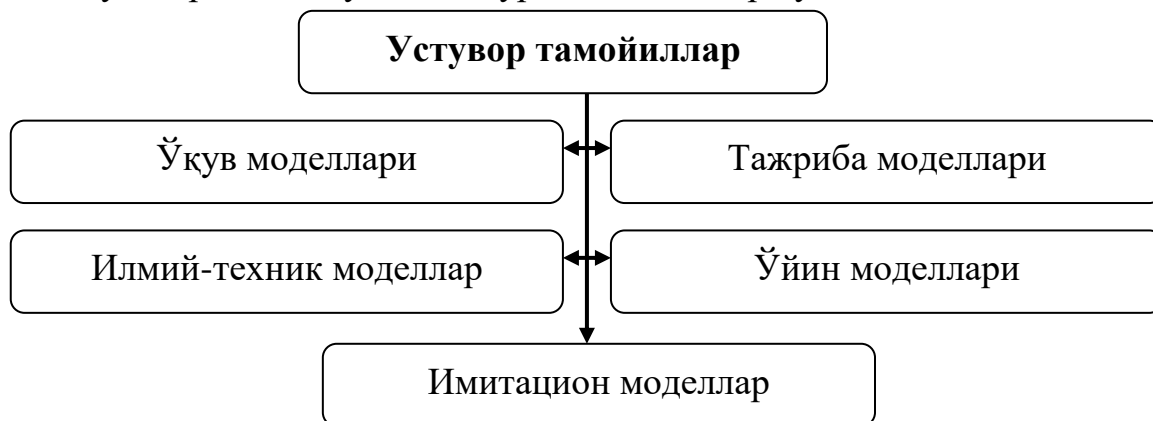 Устувор тамойиллар
Ўқув моделлари
Тажриба моделлари
Илмий-техник моделлар
Ўйин моделлари
Имитацион моделлар